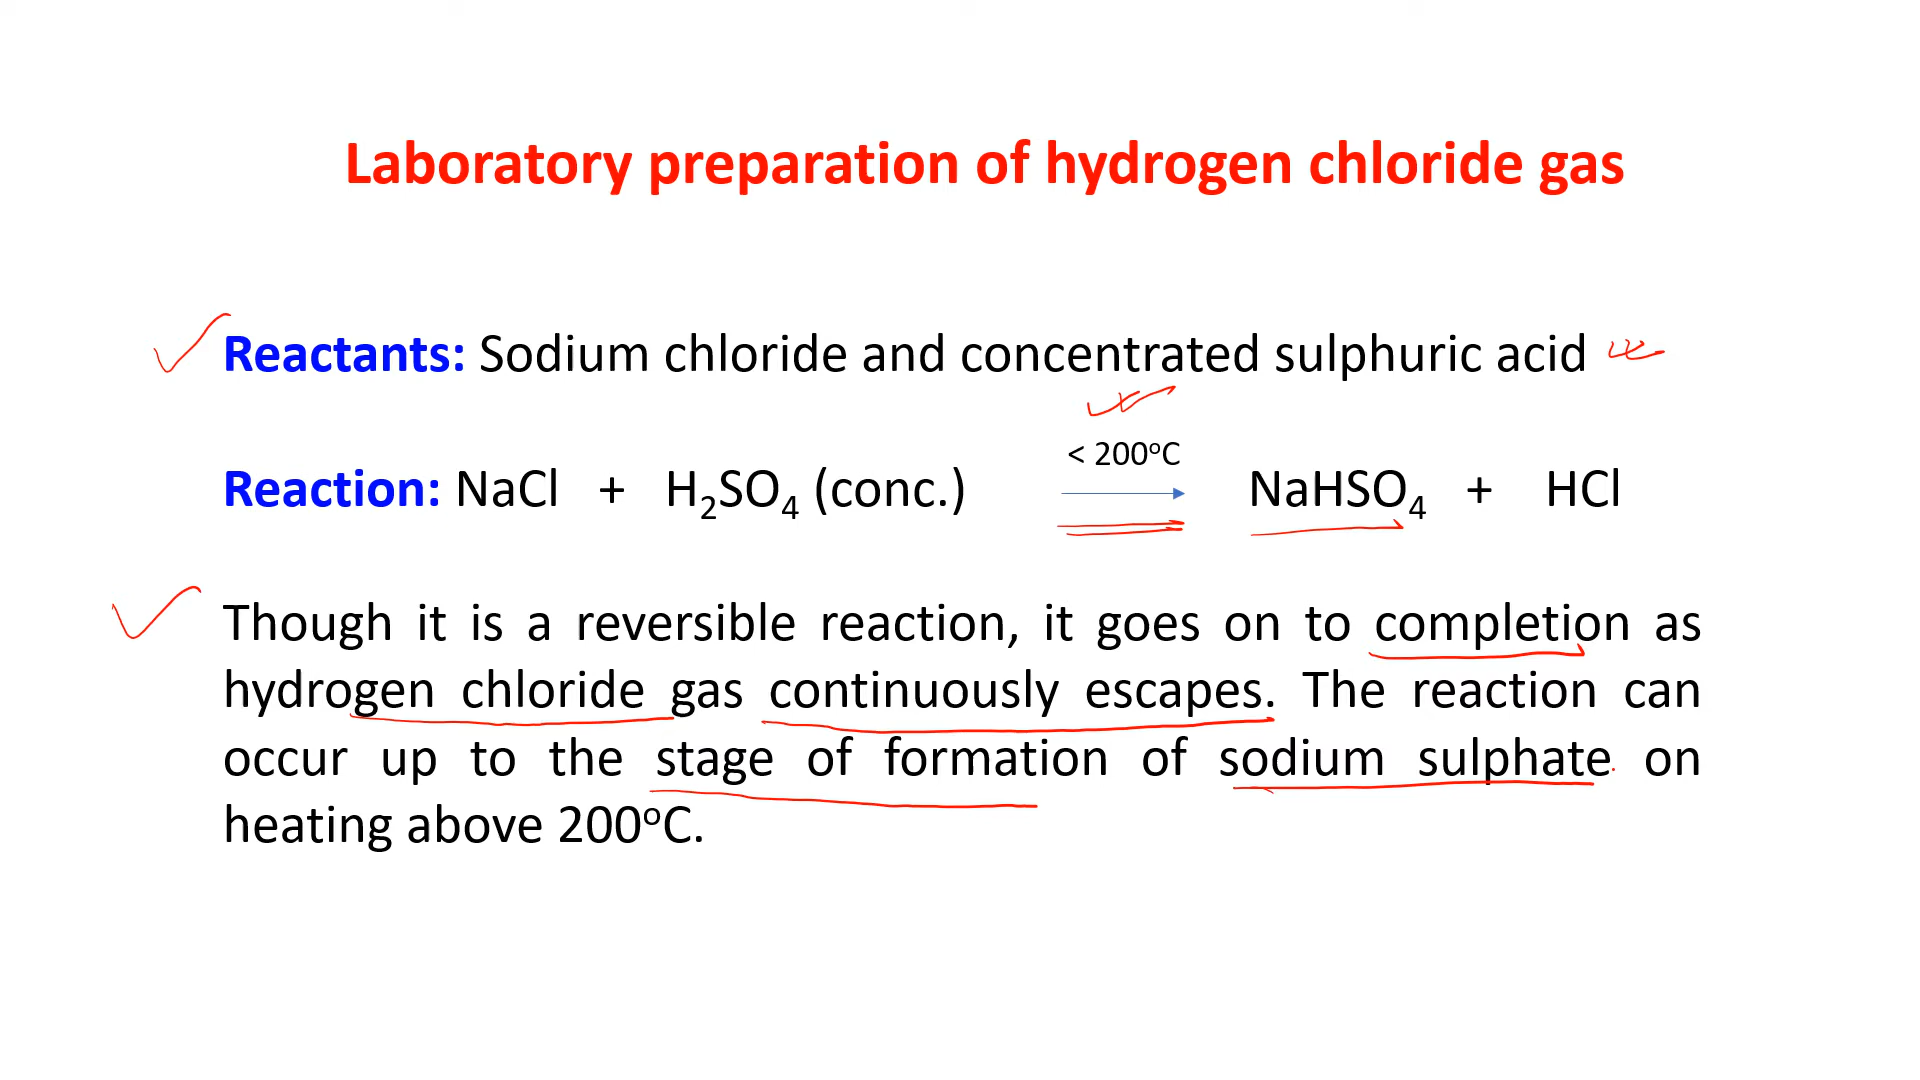 Laboratory preparation of hydrogen chloride gas
Reactants: Sodium chloride and concentrated sulphuric acid
< 200°C
Reaction: NaCl + H₂SO₄ (conc.) → NaHSO₄ + HCl
Though it is a reversible reaction, it goes on to completion as
hydrogen chloride gas continuously escapes. The reaction can
occur up to the stage of formation of sodium sulphate on
heating above 200°C.